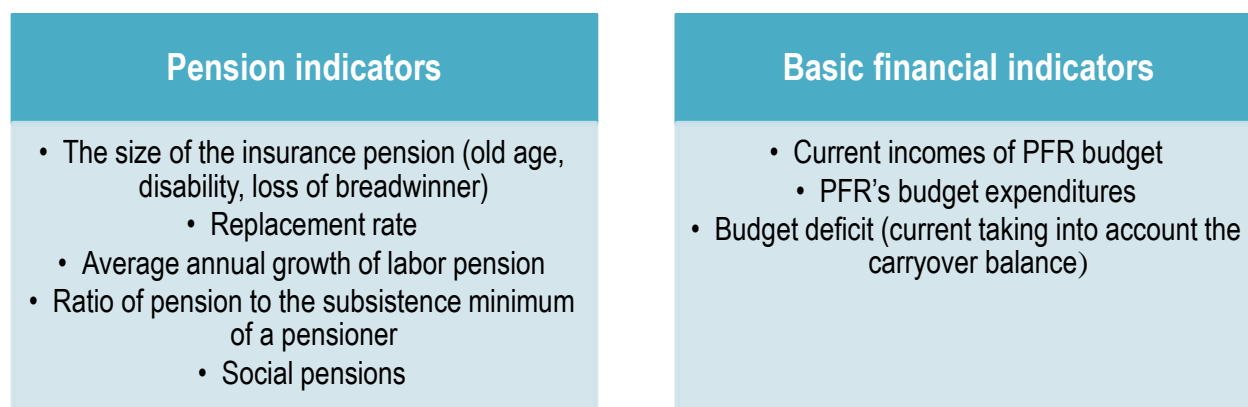 Pension indicators
• The size of the insurance pension (old age,
disability, loss of breadwinner)
• Replacement rate
• Average annual growth of labor pension
• Ratio of pension to the subsistence minimum
of a pensioner
• Social pensions
Basic financial indicators
• Current incomes of PFR budget
• PFR's budget expenditures
• Budget deficit (current taking into account the
carryover balance)